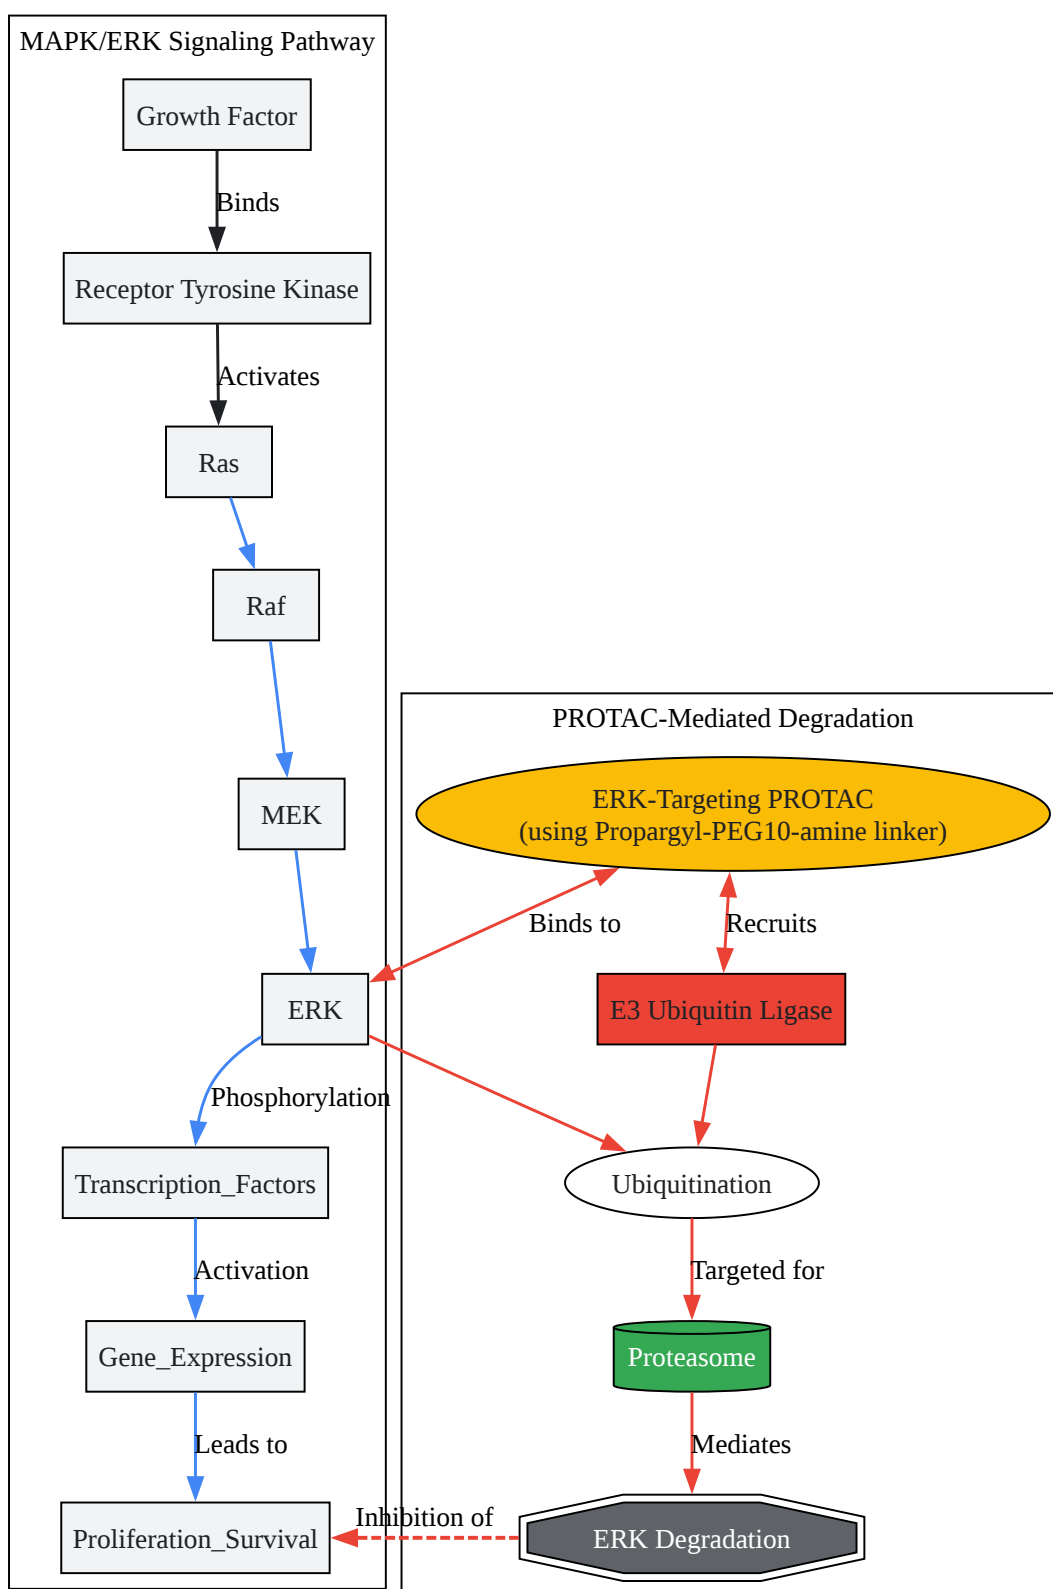 MAPK/ERK Signaling Pathway
Growth Factor
Binds
Receptor Tyrosine Kinase
Activates
Ras
Raf
MEK
ERK
Phosphorylation
Transcription_Factors
Activation
Gene_Expression
Leads to
Proliferation_Survival
PROTAC-Mediated Degradation
ERK-Targeting PROTAC
(using Propargyl-PEG10-amine linker)
Binds to
Recruits
E3 Ubiquitin Ligase
Ubiquitination
Targeted for
Proteasome
Mediates
ERK Degradation
Inhibition of